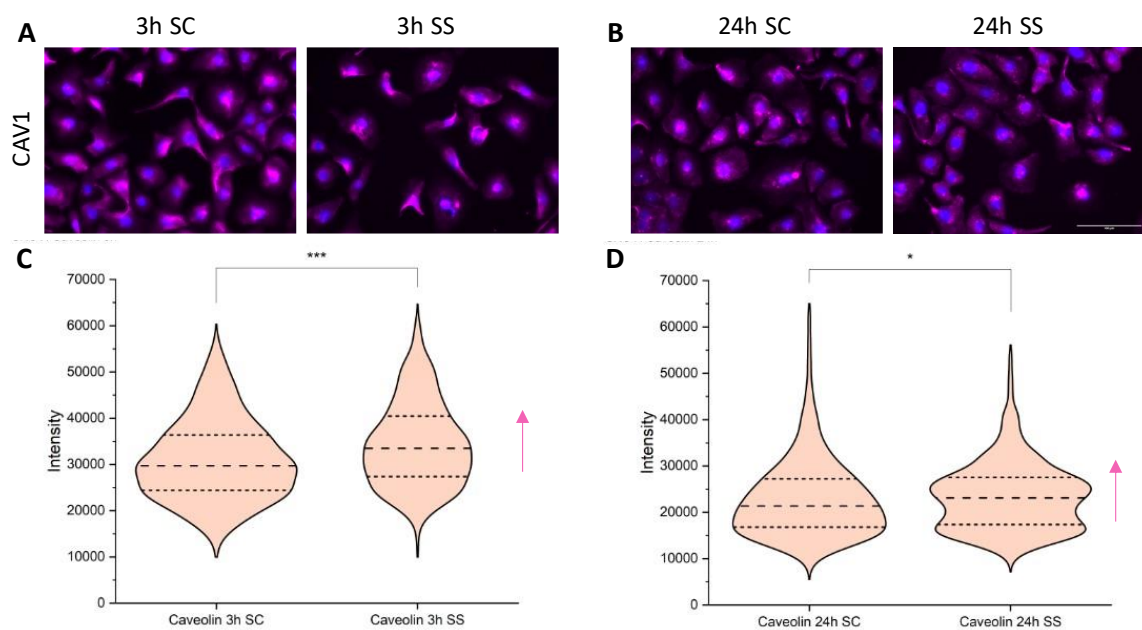 A
3h SC
3h SS
B
24h SC
24h SS
CAV1
C
***
70000
60000
50000
40000
30000
20000
10000
0
Intensity
Caveolin 3h SC
Caveolin 3h SS
D
*
70000
60000
50000
40000
30000
20000
10000
0
Intensity
Caveolin 24h SC
Caveolin 24h SS